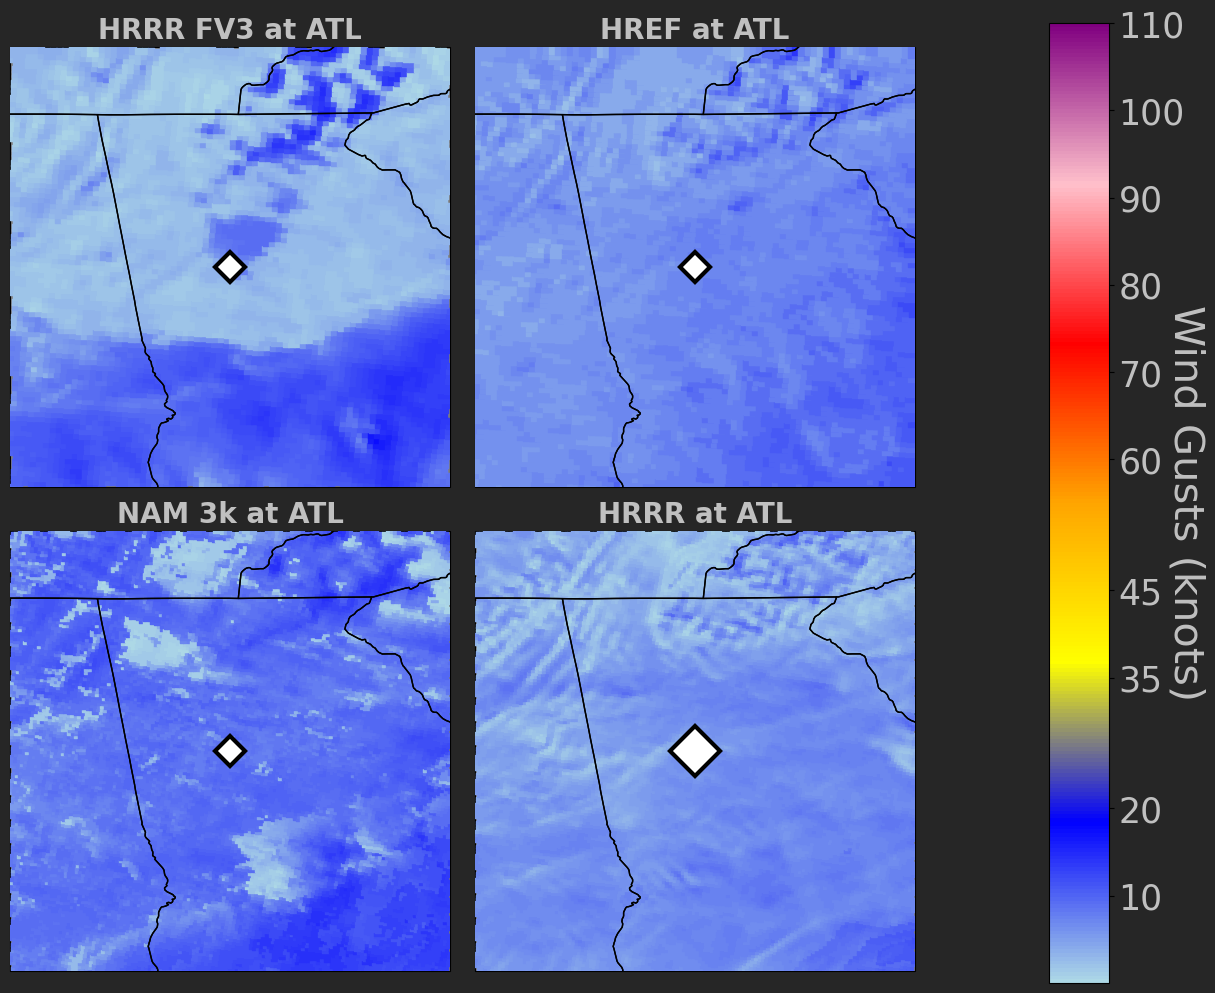 HRRR FV3 at ATL
HREF at ATL
NAM 3k at ATL
HRRR at ATL
110
100
90
80
70
60
45
35
20
10
Wind Gusts (knots)